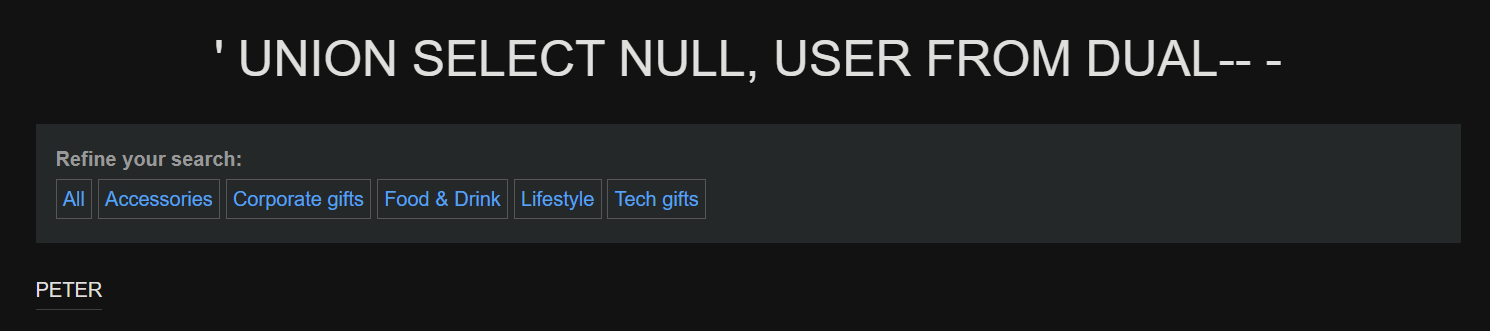 ' UNION SELECT NULL, USER FROM DUAL-- -
Refine your search:
All Accessories Corporate gifts Food & Drink Lifestyle Tech gifts
PETER